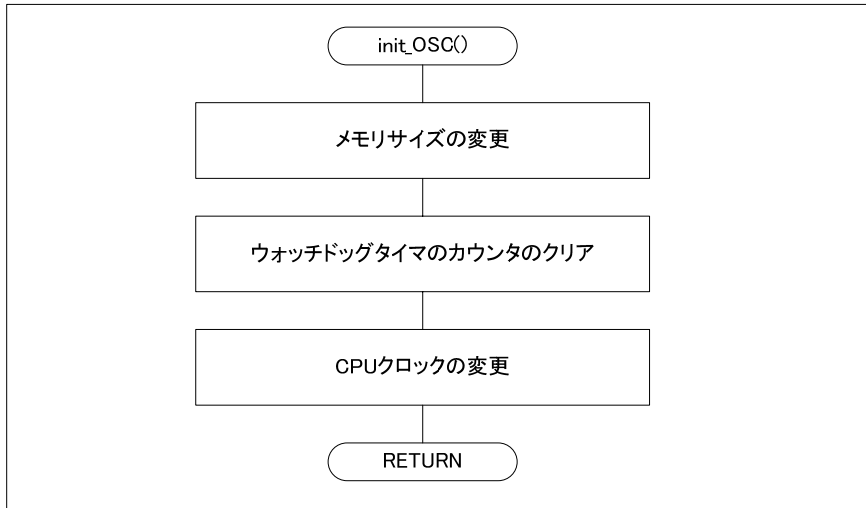 init_OSC()
メモリサイズの変更
ウォッチドッグタイマのカウンタのクリア
CPUクロックの変更
RETURN